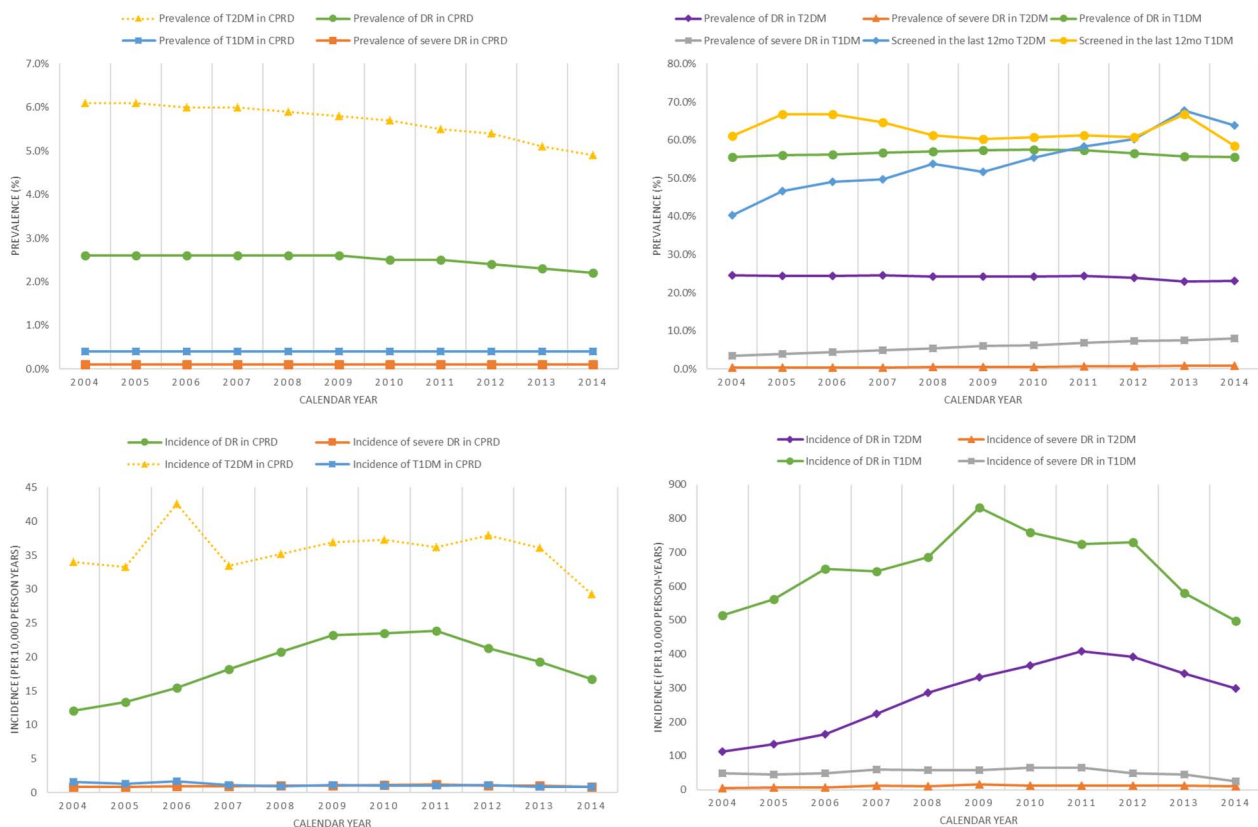 Prevalence of T2DM in CPRD
Prevalence of DR in CPRD
Prevalence of T1DM in CPRD
Prevalence of severe DR in CPRD
7.0%
6.0%
5.0%
4.0%
3.0%
2.0%
1.0%
0.0%
PREVALENCE (%)
2004 2005 2006 2007 2008 2009 2010 2011 2012 2013 2014
CALENDAR YEAR
Prevalence of DR in T2DM
Prevalence of severe DR in T2DM
Prevalence of DR in T1DM
Prevalence of severe DR in T1DM
Screened in the last 12mo T2DM
Screened in the last 12mo T1DM
80.0%
70.0%
60.0%
50.0%
40.0%
30.0%
20.0%
10.0%
0.0%
PREVALENCE (%)
2004 2005 2006 2007 2008 2009 2010 2011 2012 2013 2014
CALENDAR YEAR
Incidence of DR in CPRD
Incidence of severe DR in CPRD
Incidence of T2DM in CPRD
Incidence of T1DM in CPRD
45
40
35
30
25
20
15
10
5
0
INCIDENCE (PER 10,000 PERSON YEARS)
2004 2005 2006 2007 2008 2009 2010 2011 2012 2013 2014
CALENDAR YEAR
Incidence of DR in T2DM
Incidence of severe DR in T2DM
Incidence of DR in T1DM
Incidence of severe DR in T1DM
900
800
700
600
500
400
300
200
100
0
INCIDENCE (PER 10,000 PERSON-YEARS)
2004 2005 2006 2007 2008 2009 2010 2011 2012 2013 2014
CALENDAR YEAR